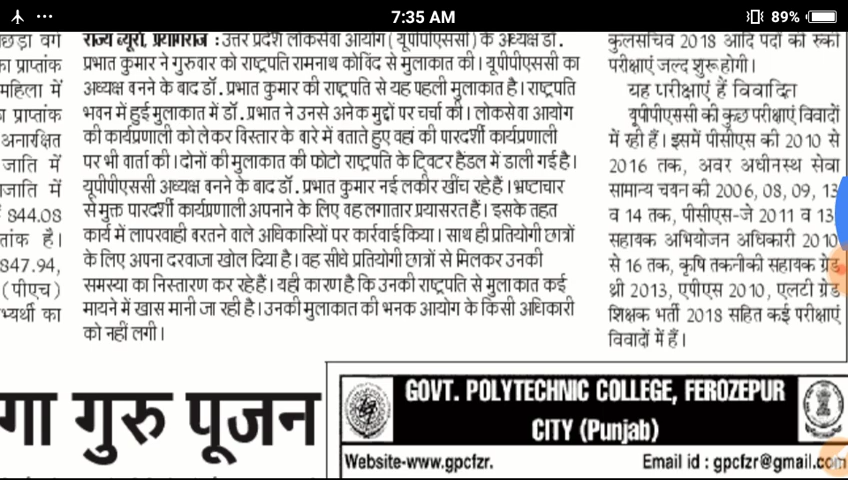 7:35 AM
89%
छड़ा वर्ग
का प्राप्तांक
महिला में
ा प्राप्तांक
अनारक्षित
जाति में
जाति में
844.08
तांक है।
847.94,
(पीएच)
भ्यर्थी का
राज्य ब्यूरो, प्रयागराज : उत्तर प्रदेश लोकसेवा आयोग (यूपीपीएससी) के अध्यक्ष डॉ.
प्रभात कुमार ने गुरुवार को राष्ट्रपति रामनाथ कोविंद से मुलाकात की। यूपीपीएससी का
अध्यक्ष बनने के बाद डॉ. प्रभात कुमार की राष्ट्रपति से यह पहली मुलाकात है। राष्ट्रपति
भवन में हुई मुलाकात में डॉ. प्रभात ने उनसे अनेक मुद्दों पर चर्चा की। लोकसेवा आयोग
की कार्यप्रणाली को लेकर विस्तार के बारे में बताते हुए वहां की पारदर्शी कार्यप्रणाली
पर भी वार्ता की। दोनों की मुलाकात की फोटो राष्ट्रपति के ट्विटर हैंडल में डाली गई है।
यूपीपीएससी अध्यक्ष बनने के बाद डॉ. प्रभात कुमार नई लकीर खींच रहे हैं। भ्रष्टाचार
से मुक्त पारदर्शी कार्यप्रणाली अपनाने के लिए वह लगातार प्रयासरत हैं। इसके तहत
कार्य में लापरवाही बरतने वाले अधिकारियों पर कार्रवाई किया। साथ ही प्रतियोगी छात्रों
के लिए अपना दरवाजा खोल दिया है। वह सीधे प्रतियोगी छात्रों से मिलकर उनकी
समस्या का निस्तारण कर रहे हैं। यही कारण है कि उनकी राष्ट्रपति से मुलाकात कई
मायने में खास मानी जा रही है। उनकी मुलाकात की भनक आयोग के किसी अधिकारी
को नहीं लगी।
कुलसचिव 2018 आदि पदों की रुकी
परीक्षाएं जल्द शुरू होगी।
यह परीक्षाएं हैं विवादित
यूपीपीएससी की कुछ परीक्षाएं विवादों
में रही हैं। इसमें पीसीएस की 2010 से
2016 तक, अवर अधीनस्थ सेवा
सामान्य चयन की 2006, 08, 09, 13
व 14 तक, पीसीएस-जे 2011 व 13
सहायक अभियोजन अधिकारी 2010
से 16 तक, कृषि तकनीकी सहायक ग्रेड
थ्री 2013, एपीएस 2010, एलटी ग्रेड
शिक्षक भर्ती 2018 सहित कई परीक्षाएं
विवादों में हैं।
गा गुरु पूजन
GOVT. POLYTECHNIC COLLEGE, FEROZEPUR
CITY (Punjab)
Website-www.gpcfzr. Email id : gpcfzr@gmail.com